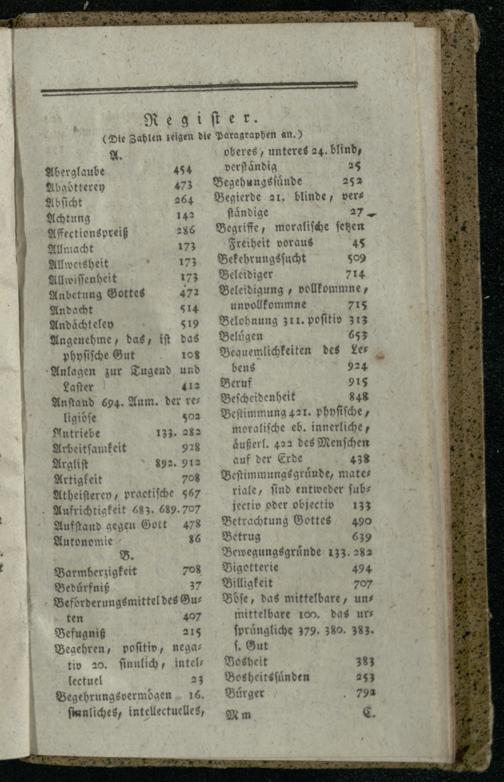 Register.
(Die Zahlen zeigen die Paragraphen an.)
A.
Aberglaube 454
Abgötterey 473
Absicht 264
Achtung 142
Affectionspreiß 286
Allmacht 173
Allweisheit 173
Allwissenheit 173
Anbetung Gottes 472
Andacht 514
Andächteley 519
Angenehme, das, ist das
physische Gut 108
Anlagen zur Tugend und
Laster 412
Anstand 694. Anm. der re-
ligiöse 502
Antriebe 133. 282
Arbeitsamkeit 928
Arglist 892. 912
Artigkeit 708
Atheisterey, practische 567
Aufrichtigkeit 683. 689. 707
Aufstand gegen Gott 478
Autonomie 86
B.
Barmherzigkeit 708
Bedürfniß 37
Beförderungsmittel des Gu-
ten 407
Befugniß 215
Begehren, positiv, nega-
tiv 20. sinnlich, intel-
lectuel 23
Begehrungsvermögen 16.
sinnliches, intellectuelles,
oberes, unteres 24. blind,
verständig 25
Begehungssünde 252
Begierde 21. blinde, ver-
ständige 27
Begriffe, moralische setzen
Freiheit voraus 45
Bekehrungssucht 509
Beleidiger 714
Beleidigung, vollkommne,
unvollkommne 715
Belohnung 311. positiv 313
Belügen 653
Bequemlichkeiten des Le-
bens 924
Beruf 915
Bescheidenheit 848
Bestimmung 421. physische,
moralische eb. innerliche,
äußerl. 422 des Menschen
auf der Erde 438
Bestimmungsgründe, mate-
riale, sind entweder sub-
jectiv oder objectiv 133
Betrachtung Gottes 490
Betrug 639
Bewegungsgründe 133. 282
Bigotterie 494
Billigkeit 707
Böse, das mittelbare, un-
mittelbare 100. das ur-
sprüngliche 379. 380. 383.
s. Gut
Bosheit 383
Bosheitssünden 253
Bürger 792
M m C.